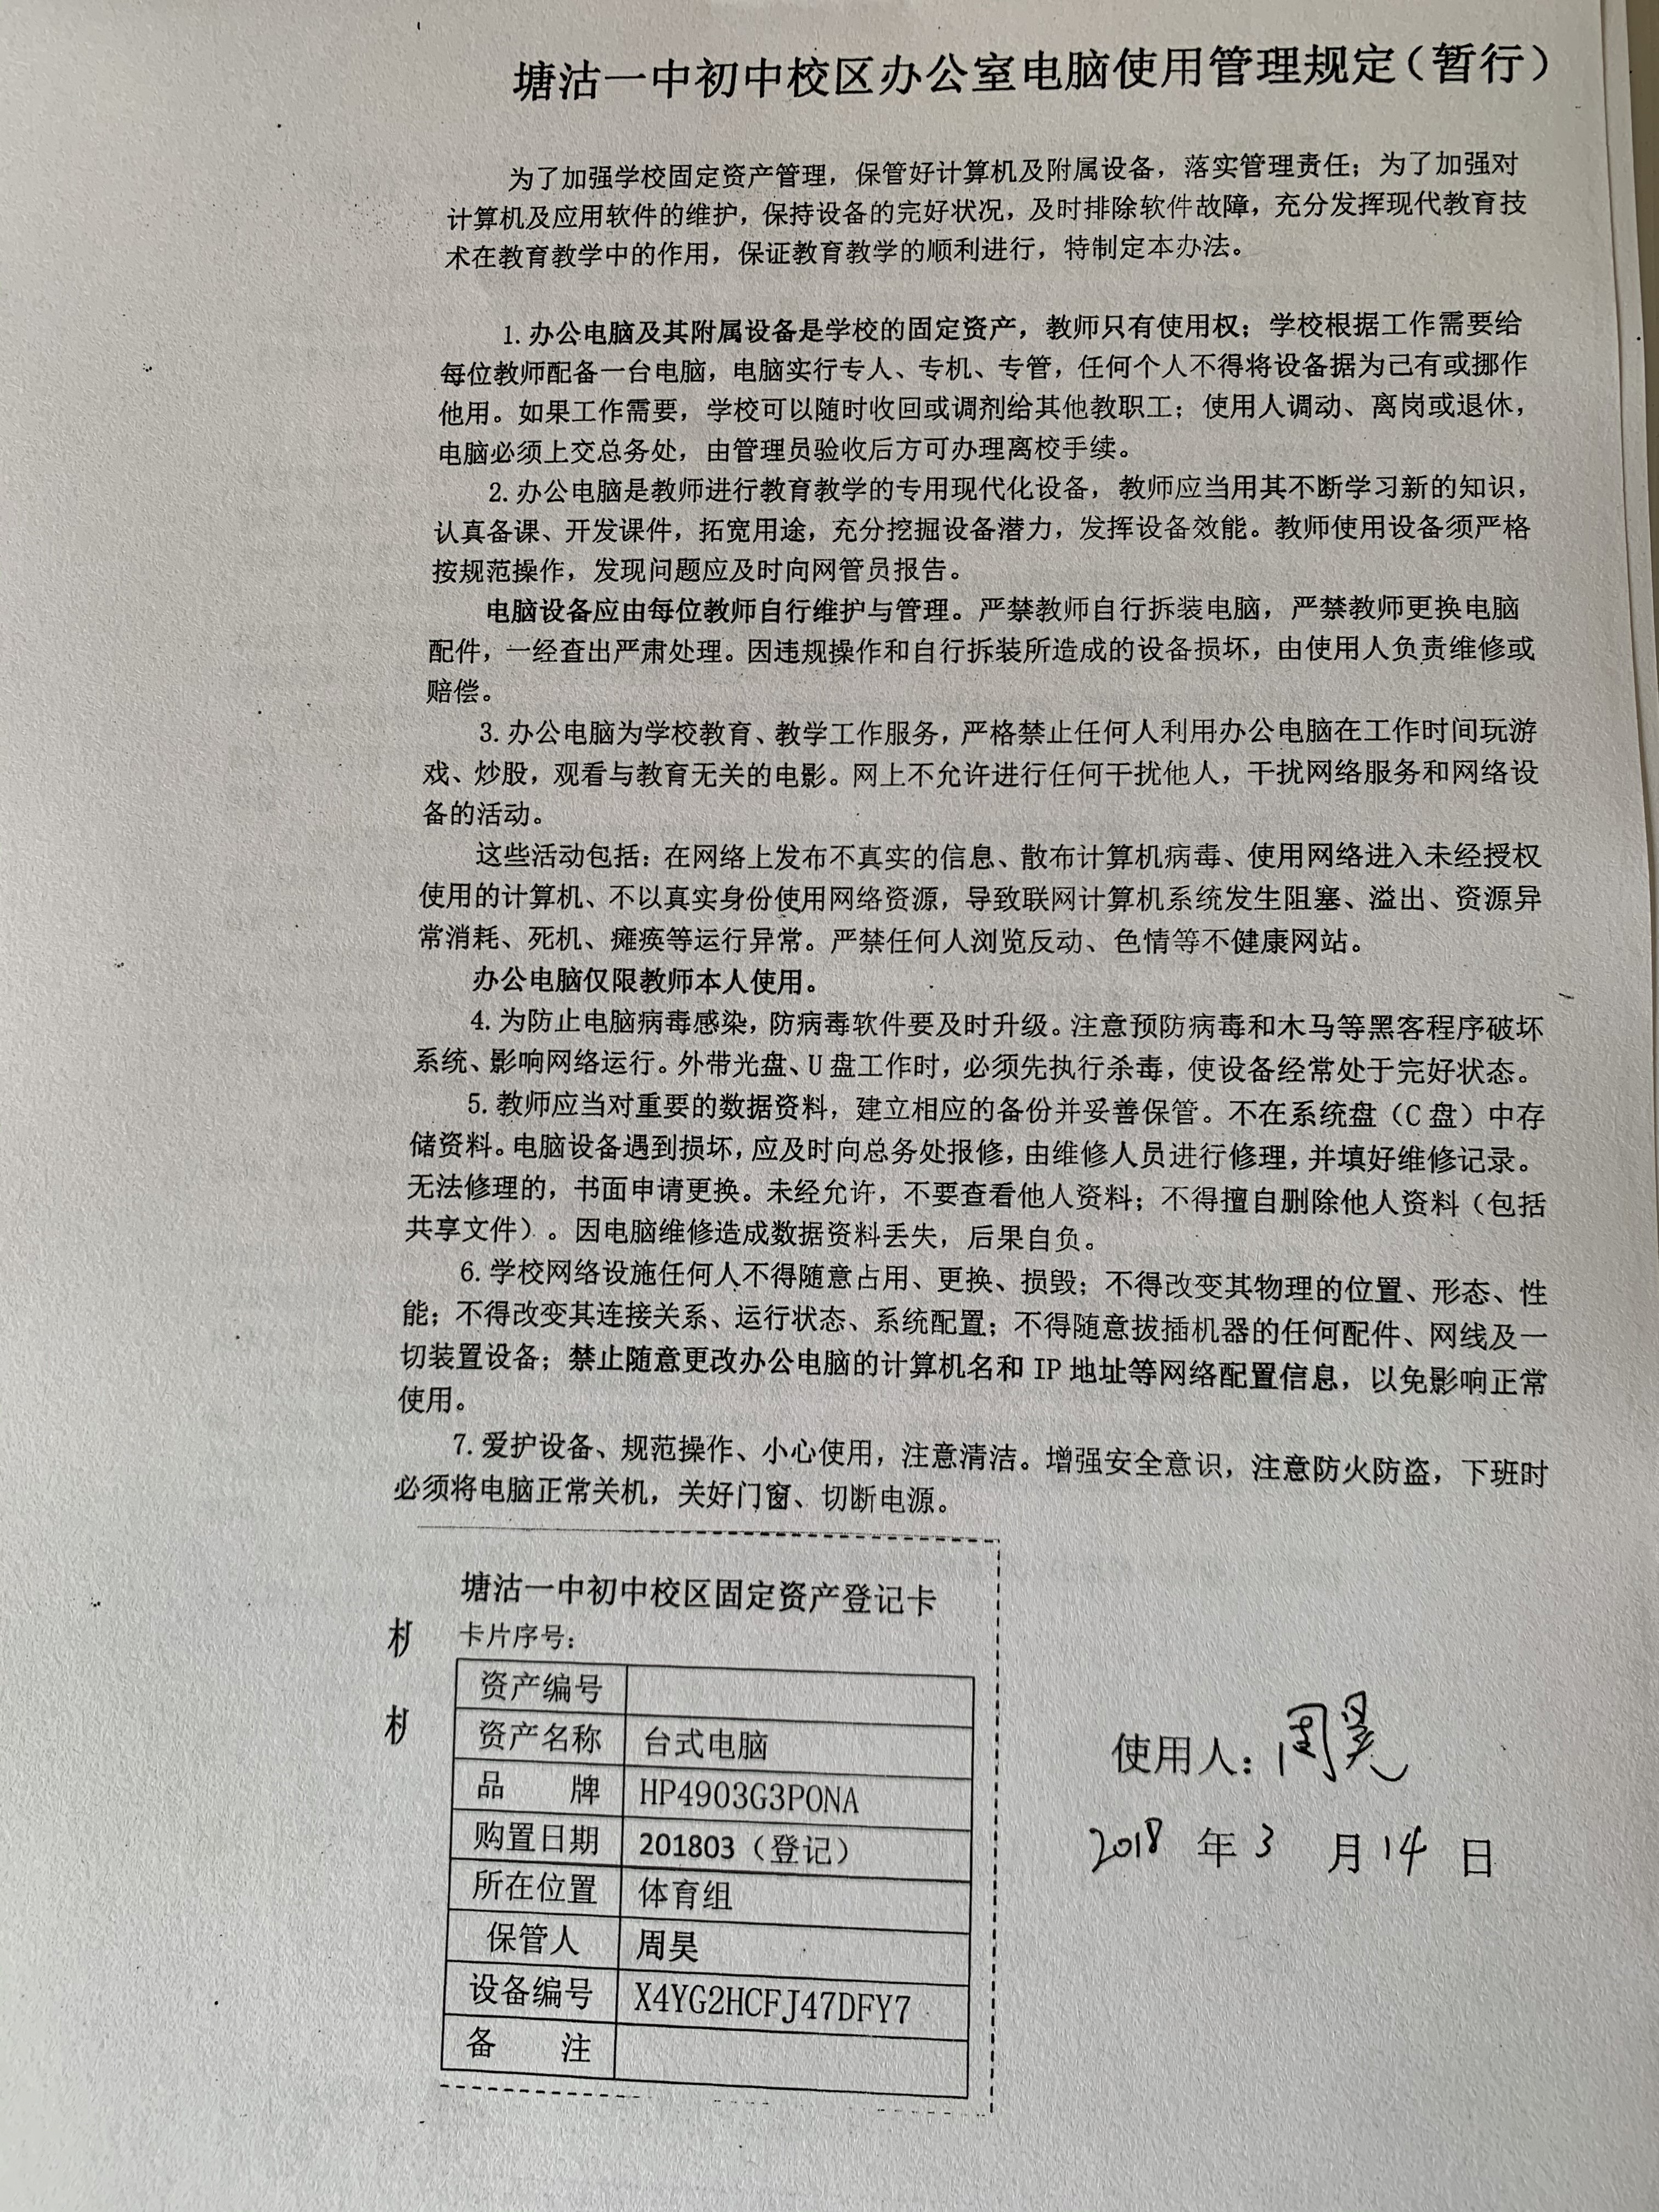 塘沽一中初中校区办公室电脑使用管理规定（暂行）
为了加强学校固定资产管理，保管好计算机及附属设备，落实管理责任；为了加强对
计算机及应用软件的维护，保持设备的完好状况，及时排除软件故障，充分发挥现代教育技
术在教育教学中的作用，保证教育教学的顺利进行，特制定本办法。
1.办公电脑及其附属设备是学校的固定资产，教师只有使用权；学校根据工作需要给
每位教师配备一台电脑，电脑实行专人、专机、专管，任何个人不得将设备据为己有或挪作
他用。如果工作需要，学校可以随时收回或调剂给其他教职工；使用人调动、离岗或退休，
电脑必须上交总务处，由管理员验收后方可办理离校手续。
2.办公电脑是教师进行教育教学的专用现代化设备，教师应当用其不断学习新的知识，
认真备课、开发课件，拓宽用途，充分挖掘设备潜力，发挥设备效能。教师使用设备须严格
按规范操作，发现问题应及时向网管员报告。
电脑设备应由每位教师自行维护与管理。严禁教师自行拆装电脑，严禁教师更换电脑
配件，一经查出严肃处理。因违规操作和自行拆装所造成的设备损坏，由使用人负责维修或
赔偿。
3.办公电脑为学校教育、教学工作服务，严格禁止任何人利用办公电脑在工作时间玩游
戏、炒股，观看与教育无关的电影。网上不允许进行任何干扰他人，干扰网络服务和网络设
备的活动。
这些活动包括：在网络上发布不真实的信息、散布计算机病毒、使用网络进入未经授权
使用的计算机、不以真实身份使用网络资源，导致联网计算机系统发生阻塞、溢出、资源异
常消耗、死机、瘫痪等运行异常。严禁任何人浏览反动、色情等不健康网站。
办公电脑仅限教师本人使用。
4.为防止电脑病毒感染，防病毒软件要及时升级。注意预防病毒和木马等黑客程序破坏
系统、影响网络运行。外带光盘、U盘工作时，必须先执行杀毒，使设备经常处于完好状态。
5.教师应当对重要的数据资料，建立相应的备份并妥善保管。不在系统盘（C盘）中存
储资料。电脑设备遇到损坏，应及时向总务处报修，由维修人员进行修理，并填好维修记录。
无法修理的，书面申请更换。未经允许，不要查看他人资料；不得擅自删除他人资料（包括
共享文件）。因电脑维修造成数据资料丢失，后果自负。
6.学校网络设施任何人不得随意占用、更换、损毁；不得改变其物理的位置、形态、性
能；不得改变其连接关系、运行状态、系统配置；不得随意拔插机器的任何配件、网线及一
切装置设备；禁止随意更改办公电脑的计算机名和IP地址等网络配置信息，以免影响正常
使用。
7.爱护设备、规范操作、小心使用，注意清洁。增强安全意识，注意防火防盗，下班时
必须将电脑正常关机，关好门窗、切断电源。
塘沽一中初中校区固定资产登记卡
卡片序号：
资产编号
资产名称 台式电脑
品 牌 HP4903G3PONA
购置日期 201803（登记）
所在位置 体育组
保管人 周昊
设备编号 X4YG2HCFJ47DFY7
备 注
使用人：周昊
2018 年 3 月 14 日